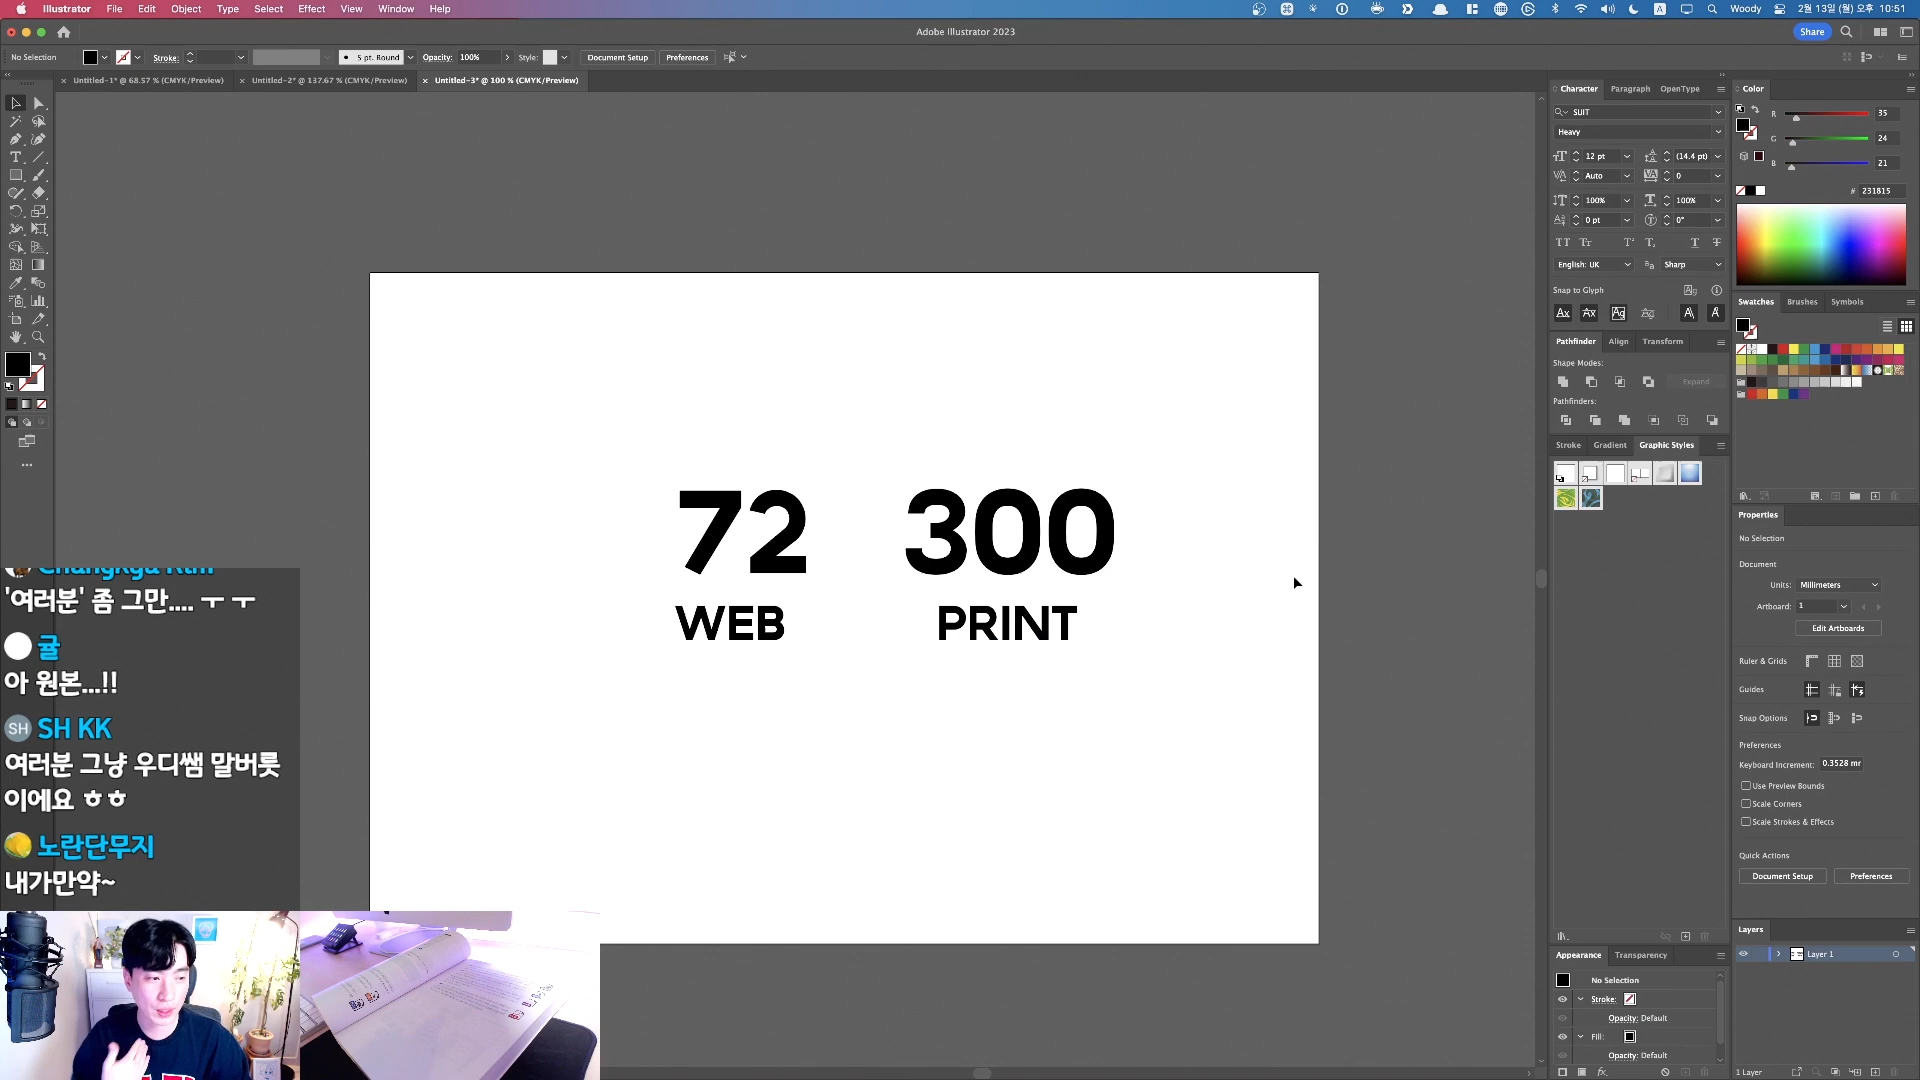 Illustrator File Edit Object Type Select Effect View Window Help
Woody 2월 13일 (월) 오후 10:51
Adobe Illustrator 2023
Share
No Selection Stroke: 5 pt. Round Opacity: 100% Style: Document Setup Preferences
Untitled-1* @ 68.57 % (CMYK/Preview) Untitled-2* @ 137.67 % (CMYK/Preview) Untitled-3* @ 100 % (CMYK/Preview)
72 300
WEB PRINT
'여러분' 좀 그만.... ㅜ ㅜ
귤
아 원본...!!
SH SH KK
여러분 그냥 우디쌤 말버릇
이에요 ㅎㅎ
노란단무지
내가만약~
Character Paragraph OpenType
SUIT
Heavy
12 pt (14.4 pt)
Auto 0
100% 100%
0 pt 0°
English: UK Sharp
Snap to Glyph
Pathfinder Align Transform
Shape Modes:
Expand
Pathfinders:
Stroke Gradient Graphic Styles
Appearance Transparency
No Selection
Stroke:
Opacity: Default
Fill:
Opacity: Default
Color
R 35
G 24
B 21
# 231815
Swatches Brushes Symbols
Properties
No Selection
Document
Units: Millimeters
Artboard: 1
Edit Artboards
Ruler & Grids
Guides
Snap Options
Preferences
Keyboard Increment: 0.3528 mr
Use Preview Bounds
Scale Corners
Scale Strokes & Effects
Quick Actions
Document Setup Preferences
Layers
Layer 1
1 Layer